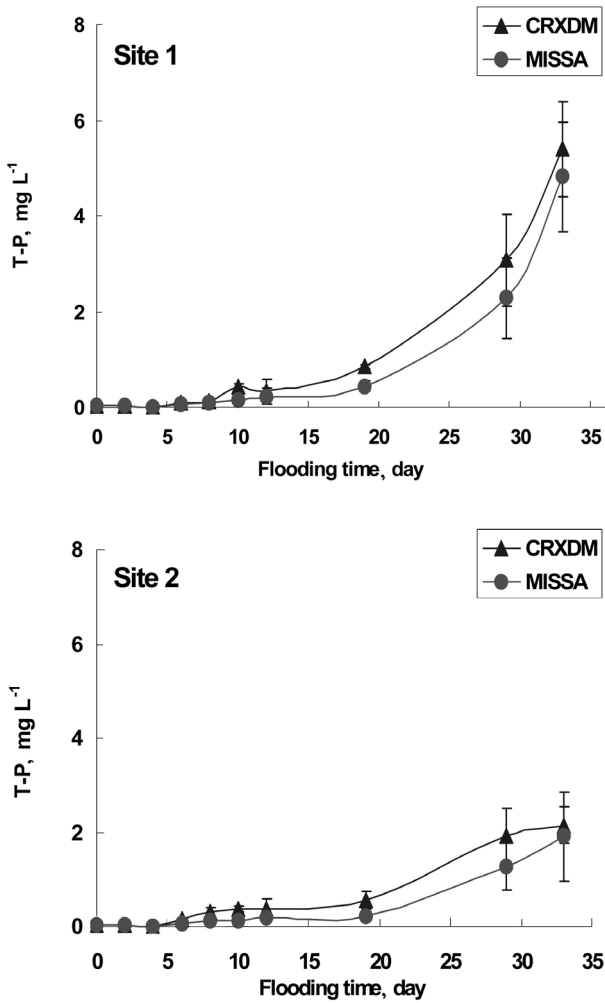 CRXDM
MISSA
Site 1
8
6
4
2
0
T-P, mg L-1
0 5 10 15 20 25 30 35
Flooding time, day
CRXDM
MISSA
Site 2
8
6
4
2
0
T-P, mg L-1
0 5 10 15 20 25 30 35
Flooding time, day